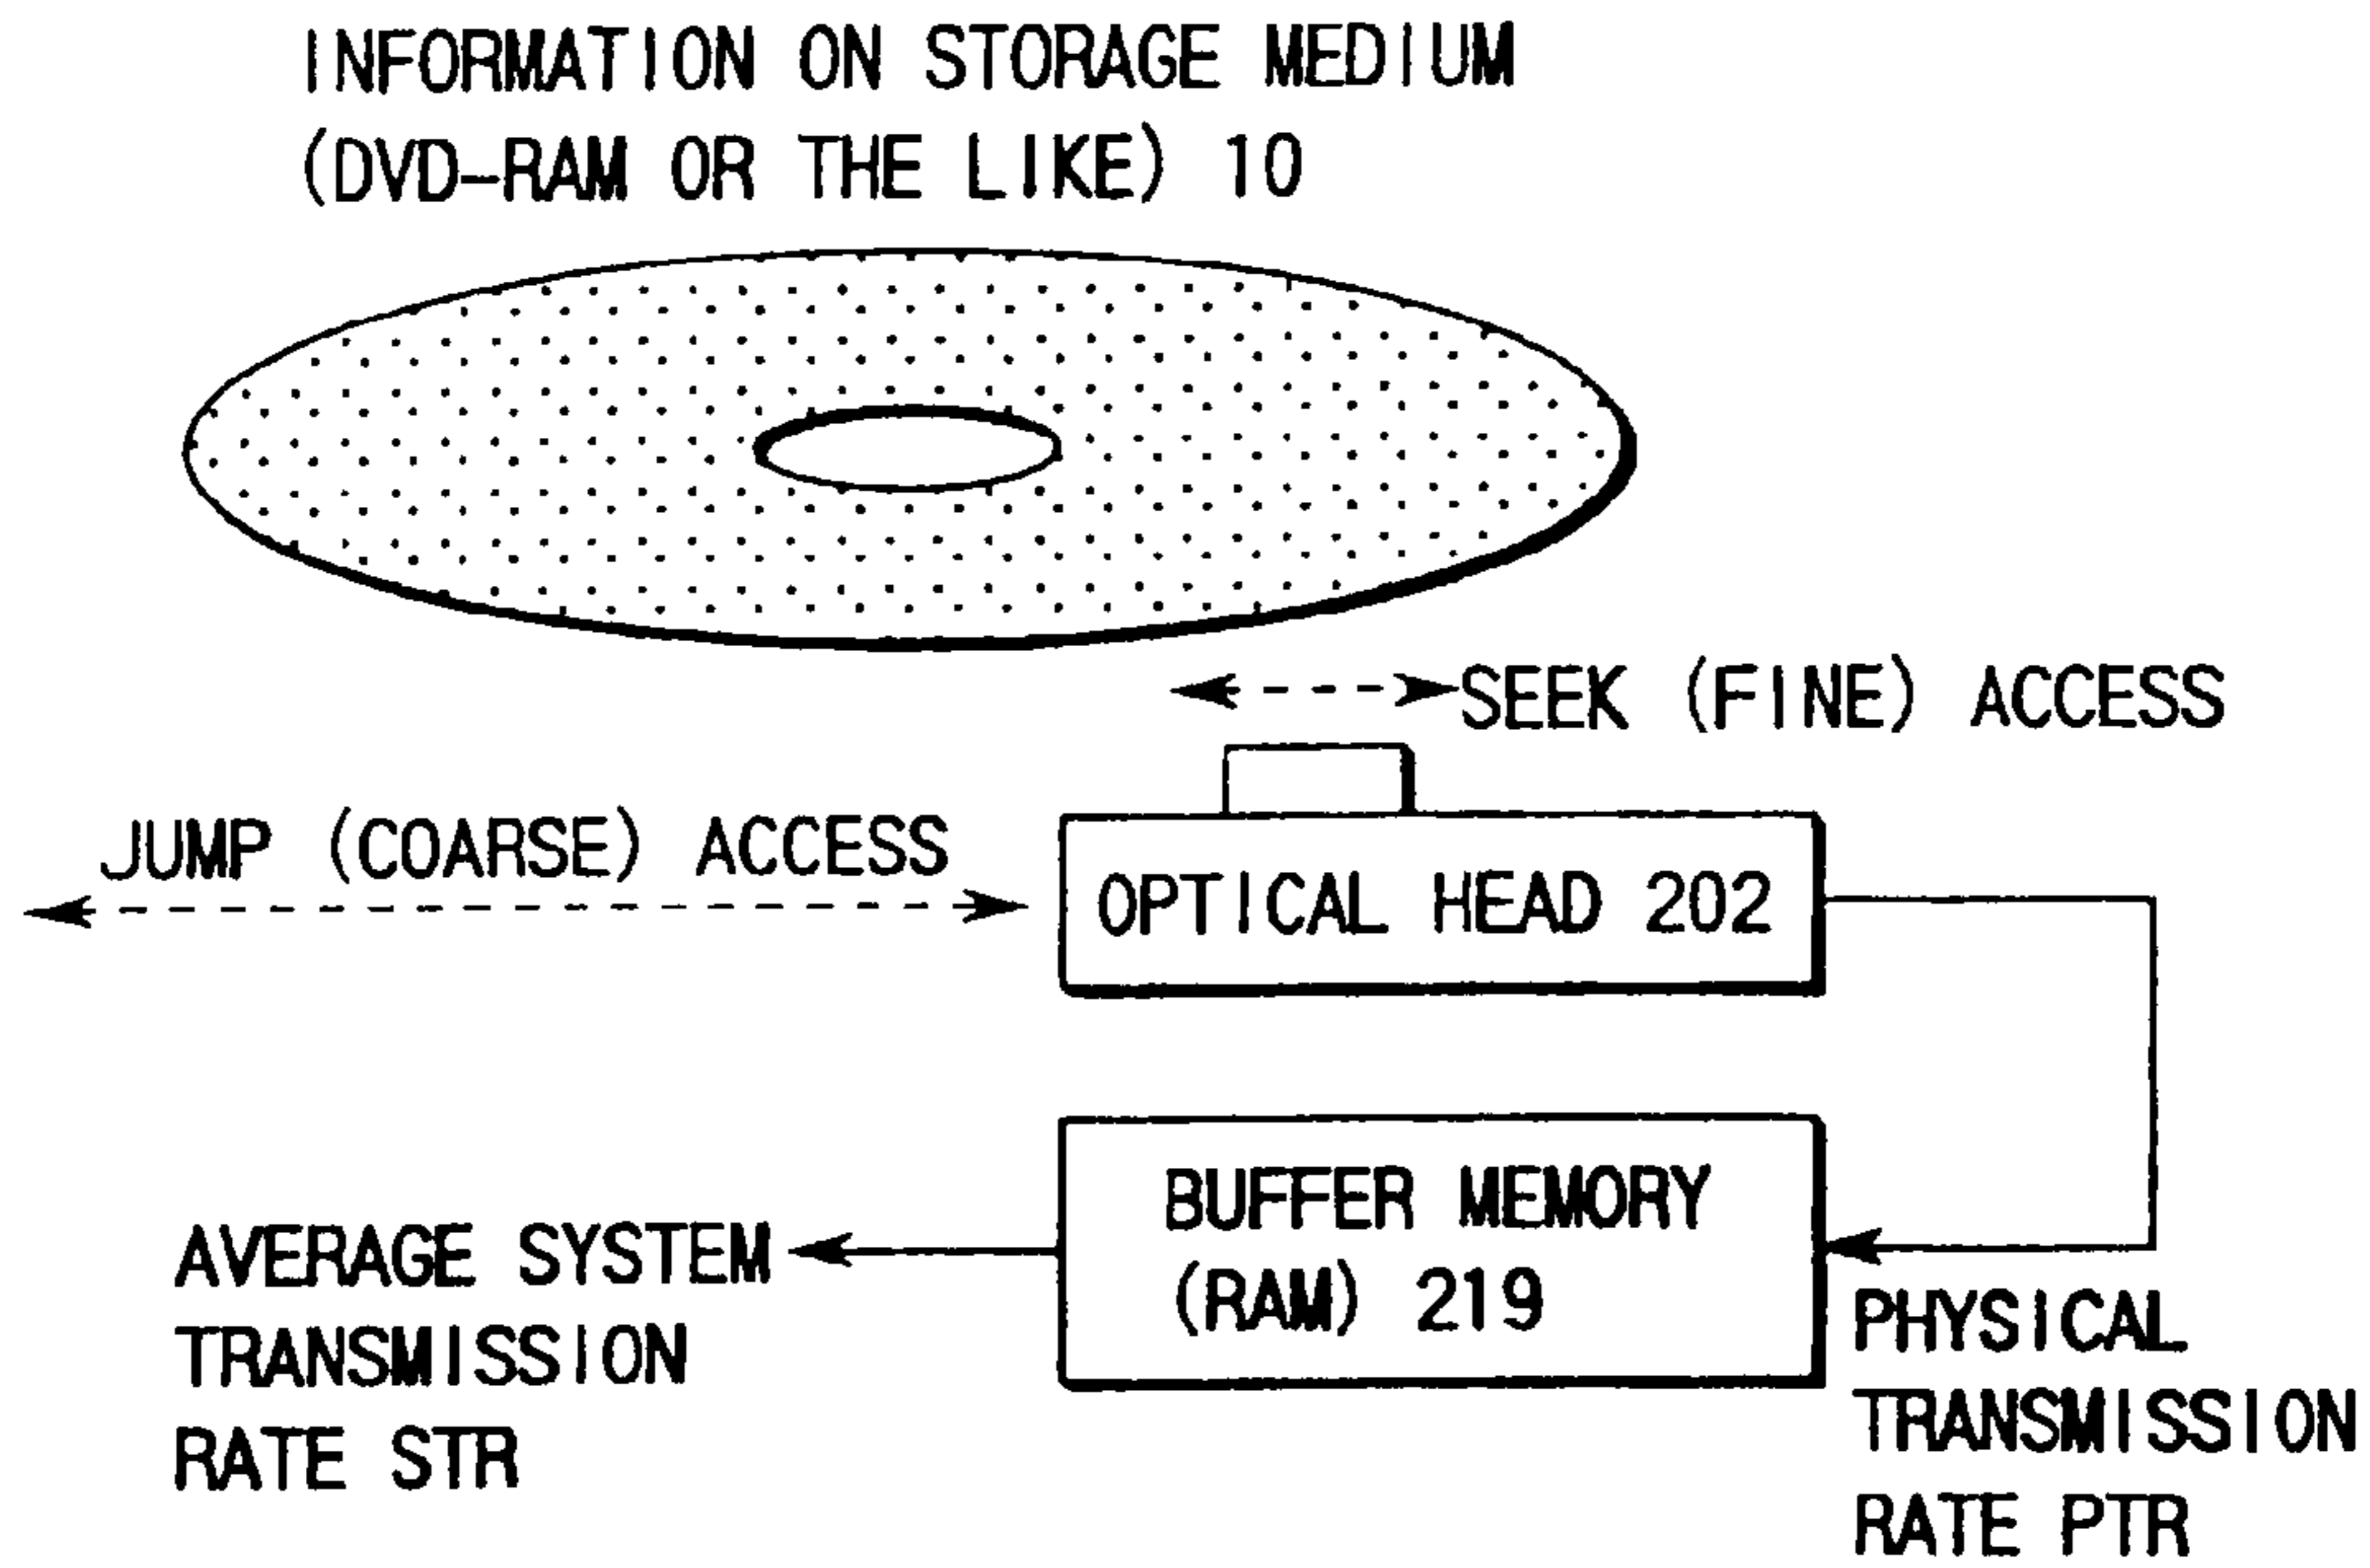 INFORMATION ON STORAGE MEDIUM
(DVD-RAM OR THE LIKE) 10
SEEK (FINE) ACCESS
JUMP (COARSE) ACCESS
OPTICAL HEAD 202
BUFFER MEMORY
(RAM) 219
AVERAGE SYSTEM
TRANSMISSION
RATE STR
PHYSICAL
TRANSMISSION
RATE PTR